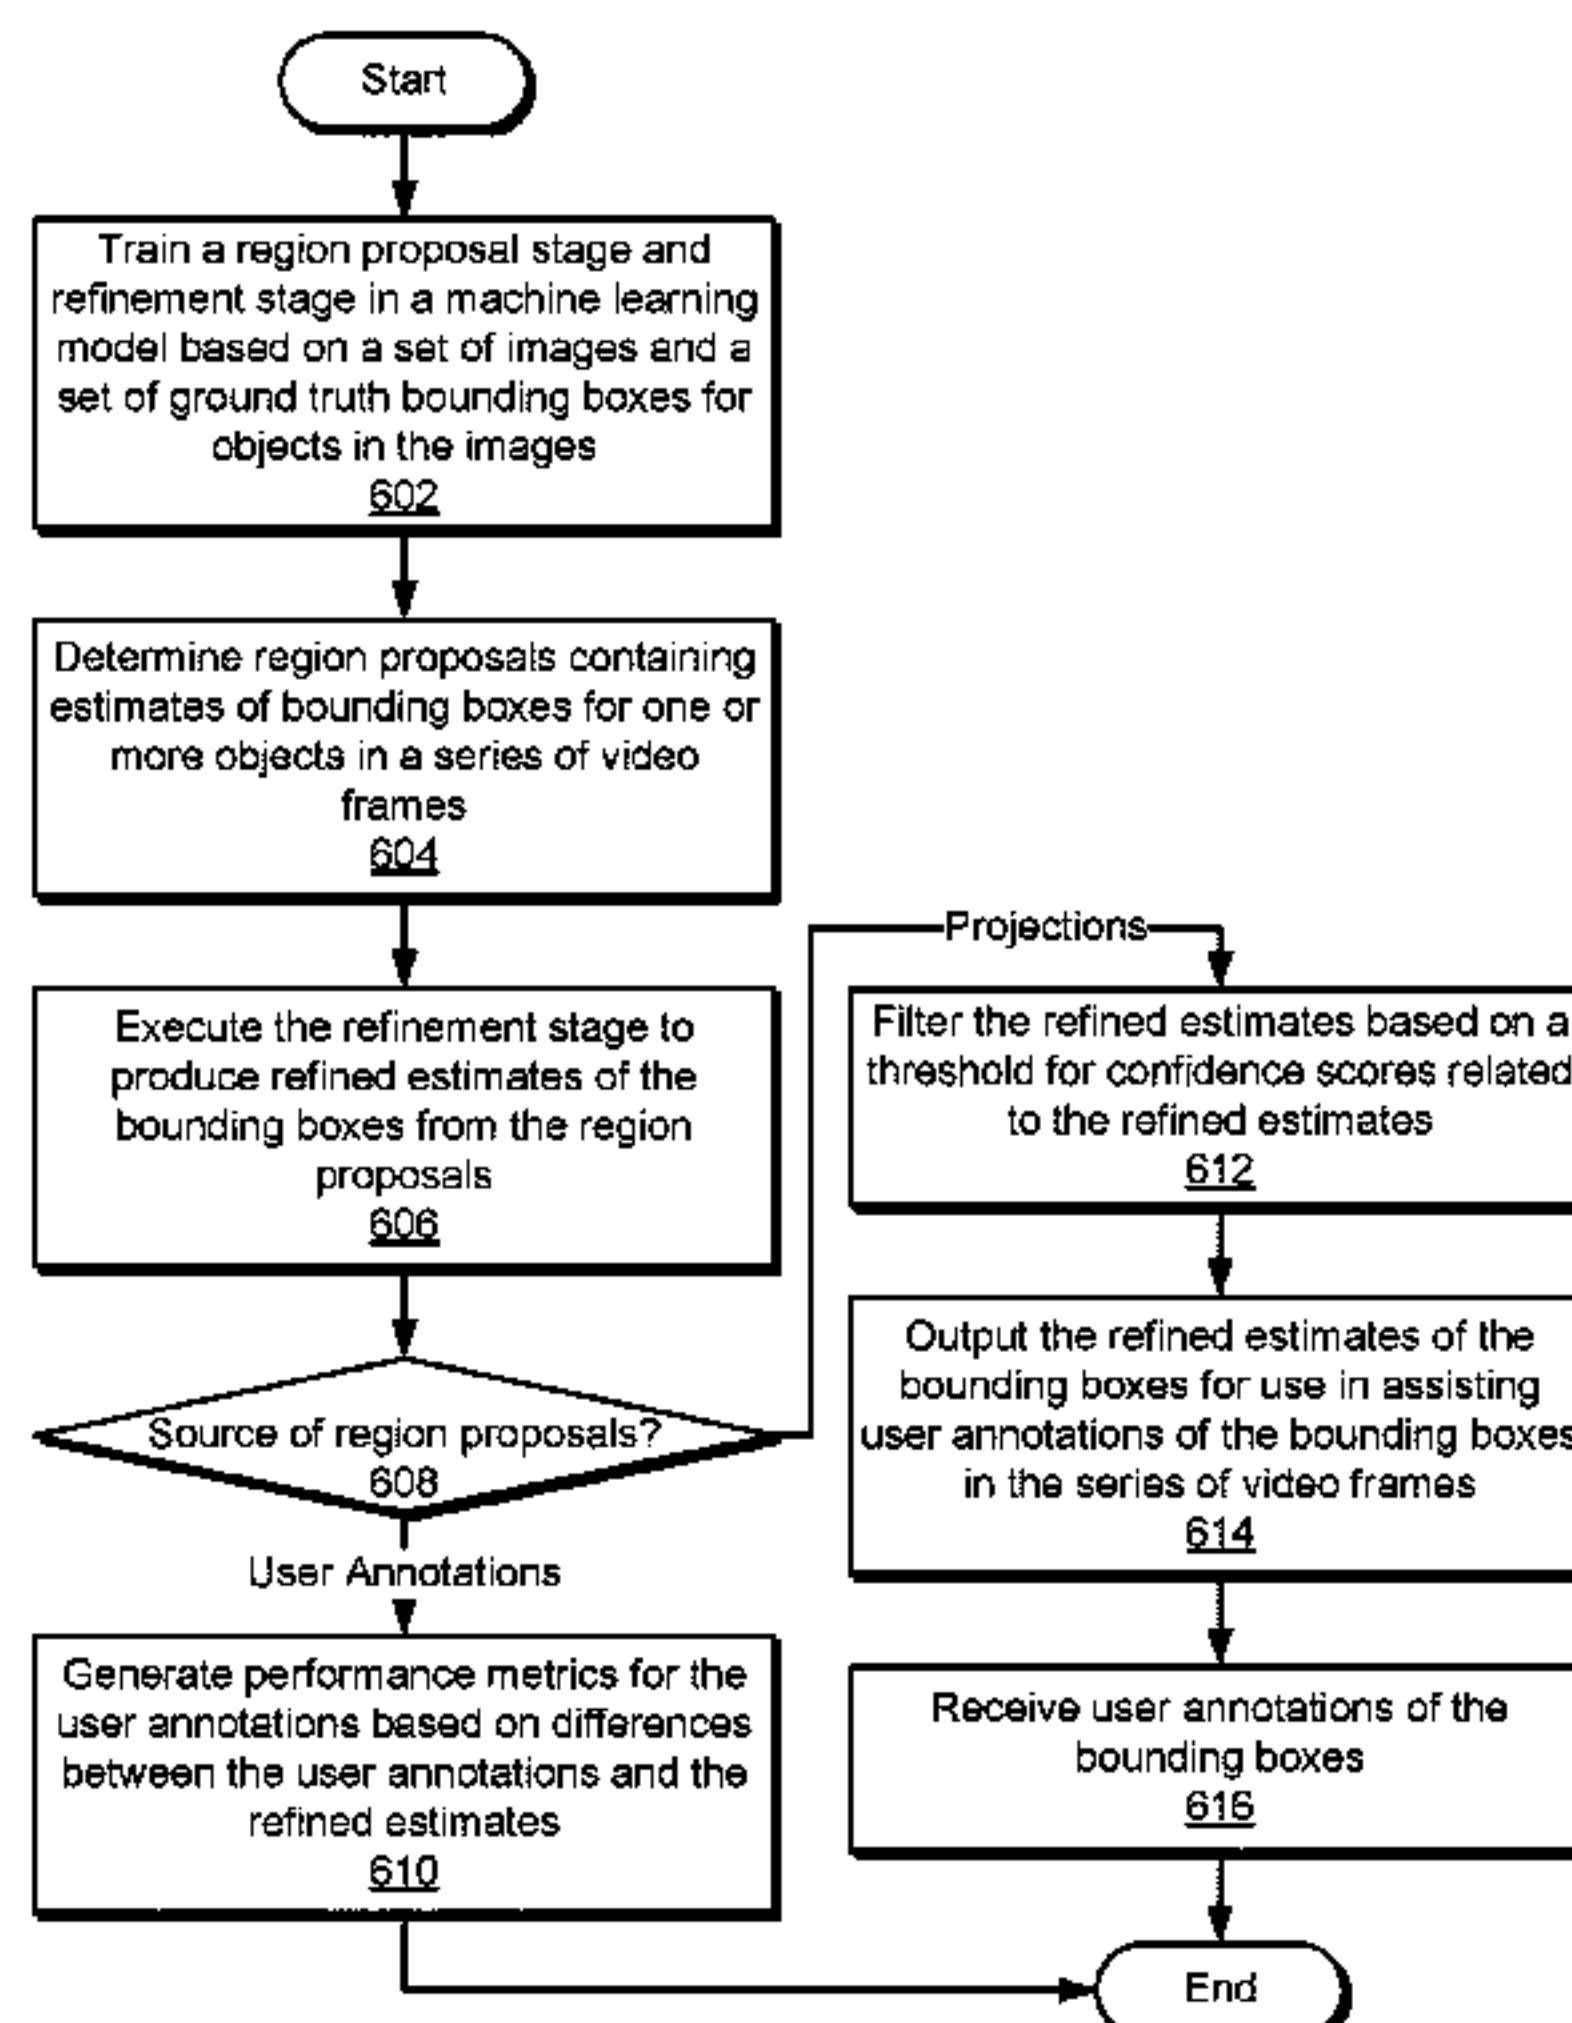 Start
Train a region proposal stage and
refinement stage in a machine learning
model based on a set of images and a
set of ground truth bounding boxes for
objects in the images
602
Determine region proposals containing
estimates of bounding boxes for one or
more objects in a series of video
frames
604
Execute the refinement stage to
produce refined estimates of the
bounding boxes from the region
proposals
606
Source of region proposals?
608
User Annotations
Generate performance metrics for the
user annotations based on differences
between the user annotations and the
refined estimates
610
Projections
Filter the refined estimates based on a
threshold for confidence scores related
to the refined estimates
612
Output the refined estimates of the
bounding boxes for use in assisting
user annotations of the bounding boxes
in the series of video frames
614
Receive user annotations of the
bounding boxes
616
End